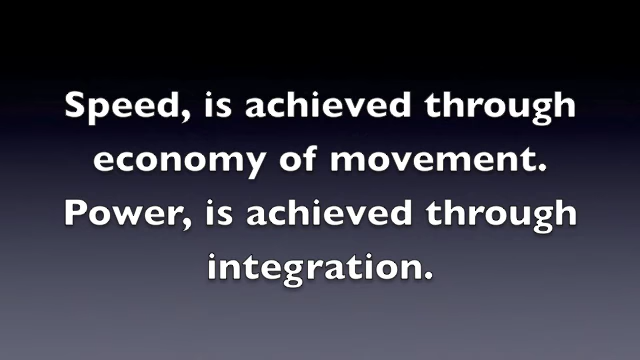 Speed, is achieved through
economy of movement.
Power, is achieved through
integration.